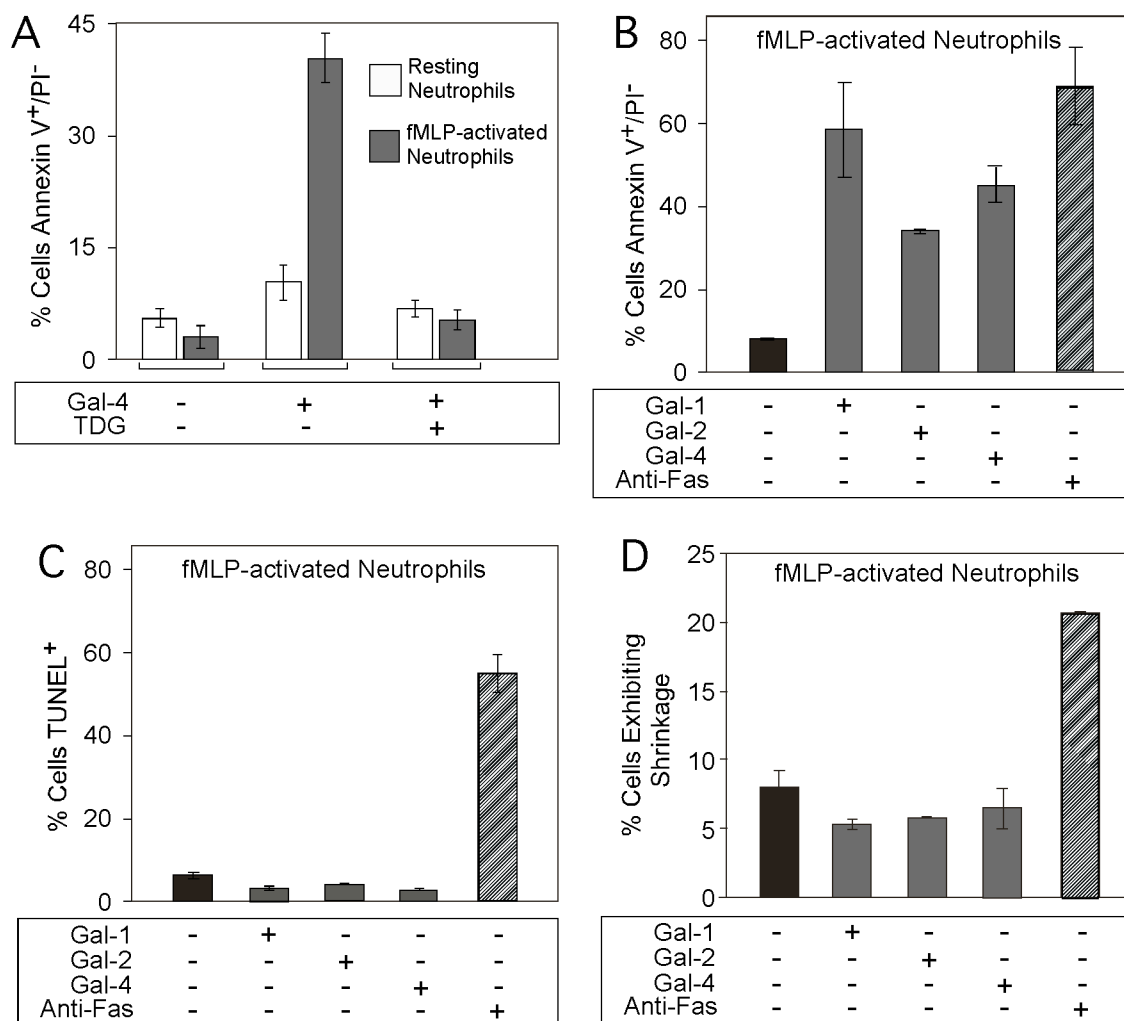 A
% Cells Annexin V+/PI-
45
30
15
0
Resting
Neutrophils
fMLP-activated
Neutrophils
Gal-4 - + +
TDG - - +
B
fMLP-activated Neutrophils
% Cells Annexin V+/PI-
80
60
40
20
0
Gal-1 - + - - -
Gal-2 - - + - -
Gal-4 - - - + -
Anti-Fas - - - - +
C
fMLP-activated Neutrophils
% Cells TUNEL+
80
60
40
20
0
Gal-1 - + - - -
Gal-2 - - + - -
Gal-4 - - - + -
Anti-Fas - - - - +
D
fMLP-activated Neutrophils
% Cells Exhibiting
Shrinkage
25
20
15
10
5
0
Gal-1 - + - - -
Gal-2 - - + - -
Gal-4 - - - + -
Anti-Fas - - - - +